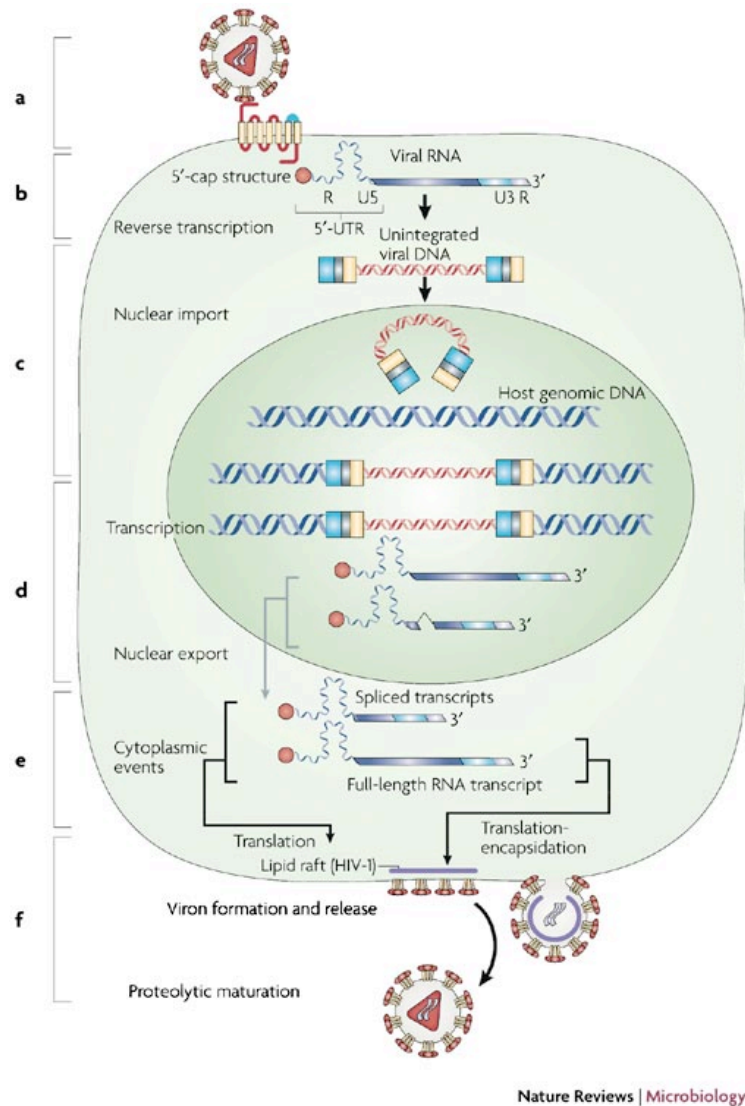 a
Viral RNA
b
5′-cap structure
3′
R U5 U3 R
Reverse transcription
5′-UTR
Unintegrated
viral DNA
Nuclear import
c
Host genomic DNA
Transcription
3′
d
3′
Nuclear export
Spliced transcripts
3′
e
Cytoplasmic
events
3′
Full-length RNA transcript
Translation
Translation-
encapsidation
Lipid raft (HIV-1)
Viron formation and release
f
Proteolytic maturation
Nature Reviews | Microbiology